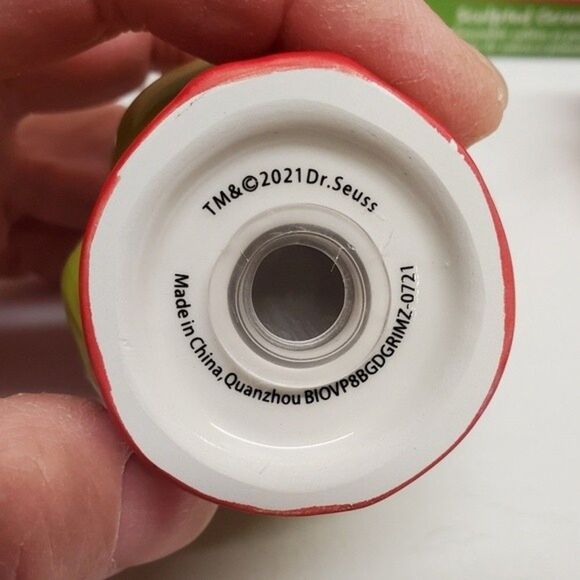 TM&©2021Dr.Seuss
Made in China,Quanzhou BIOVP8BGDGRIMZ-0721